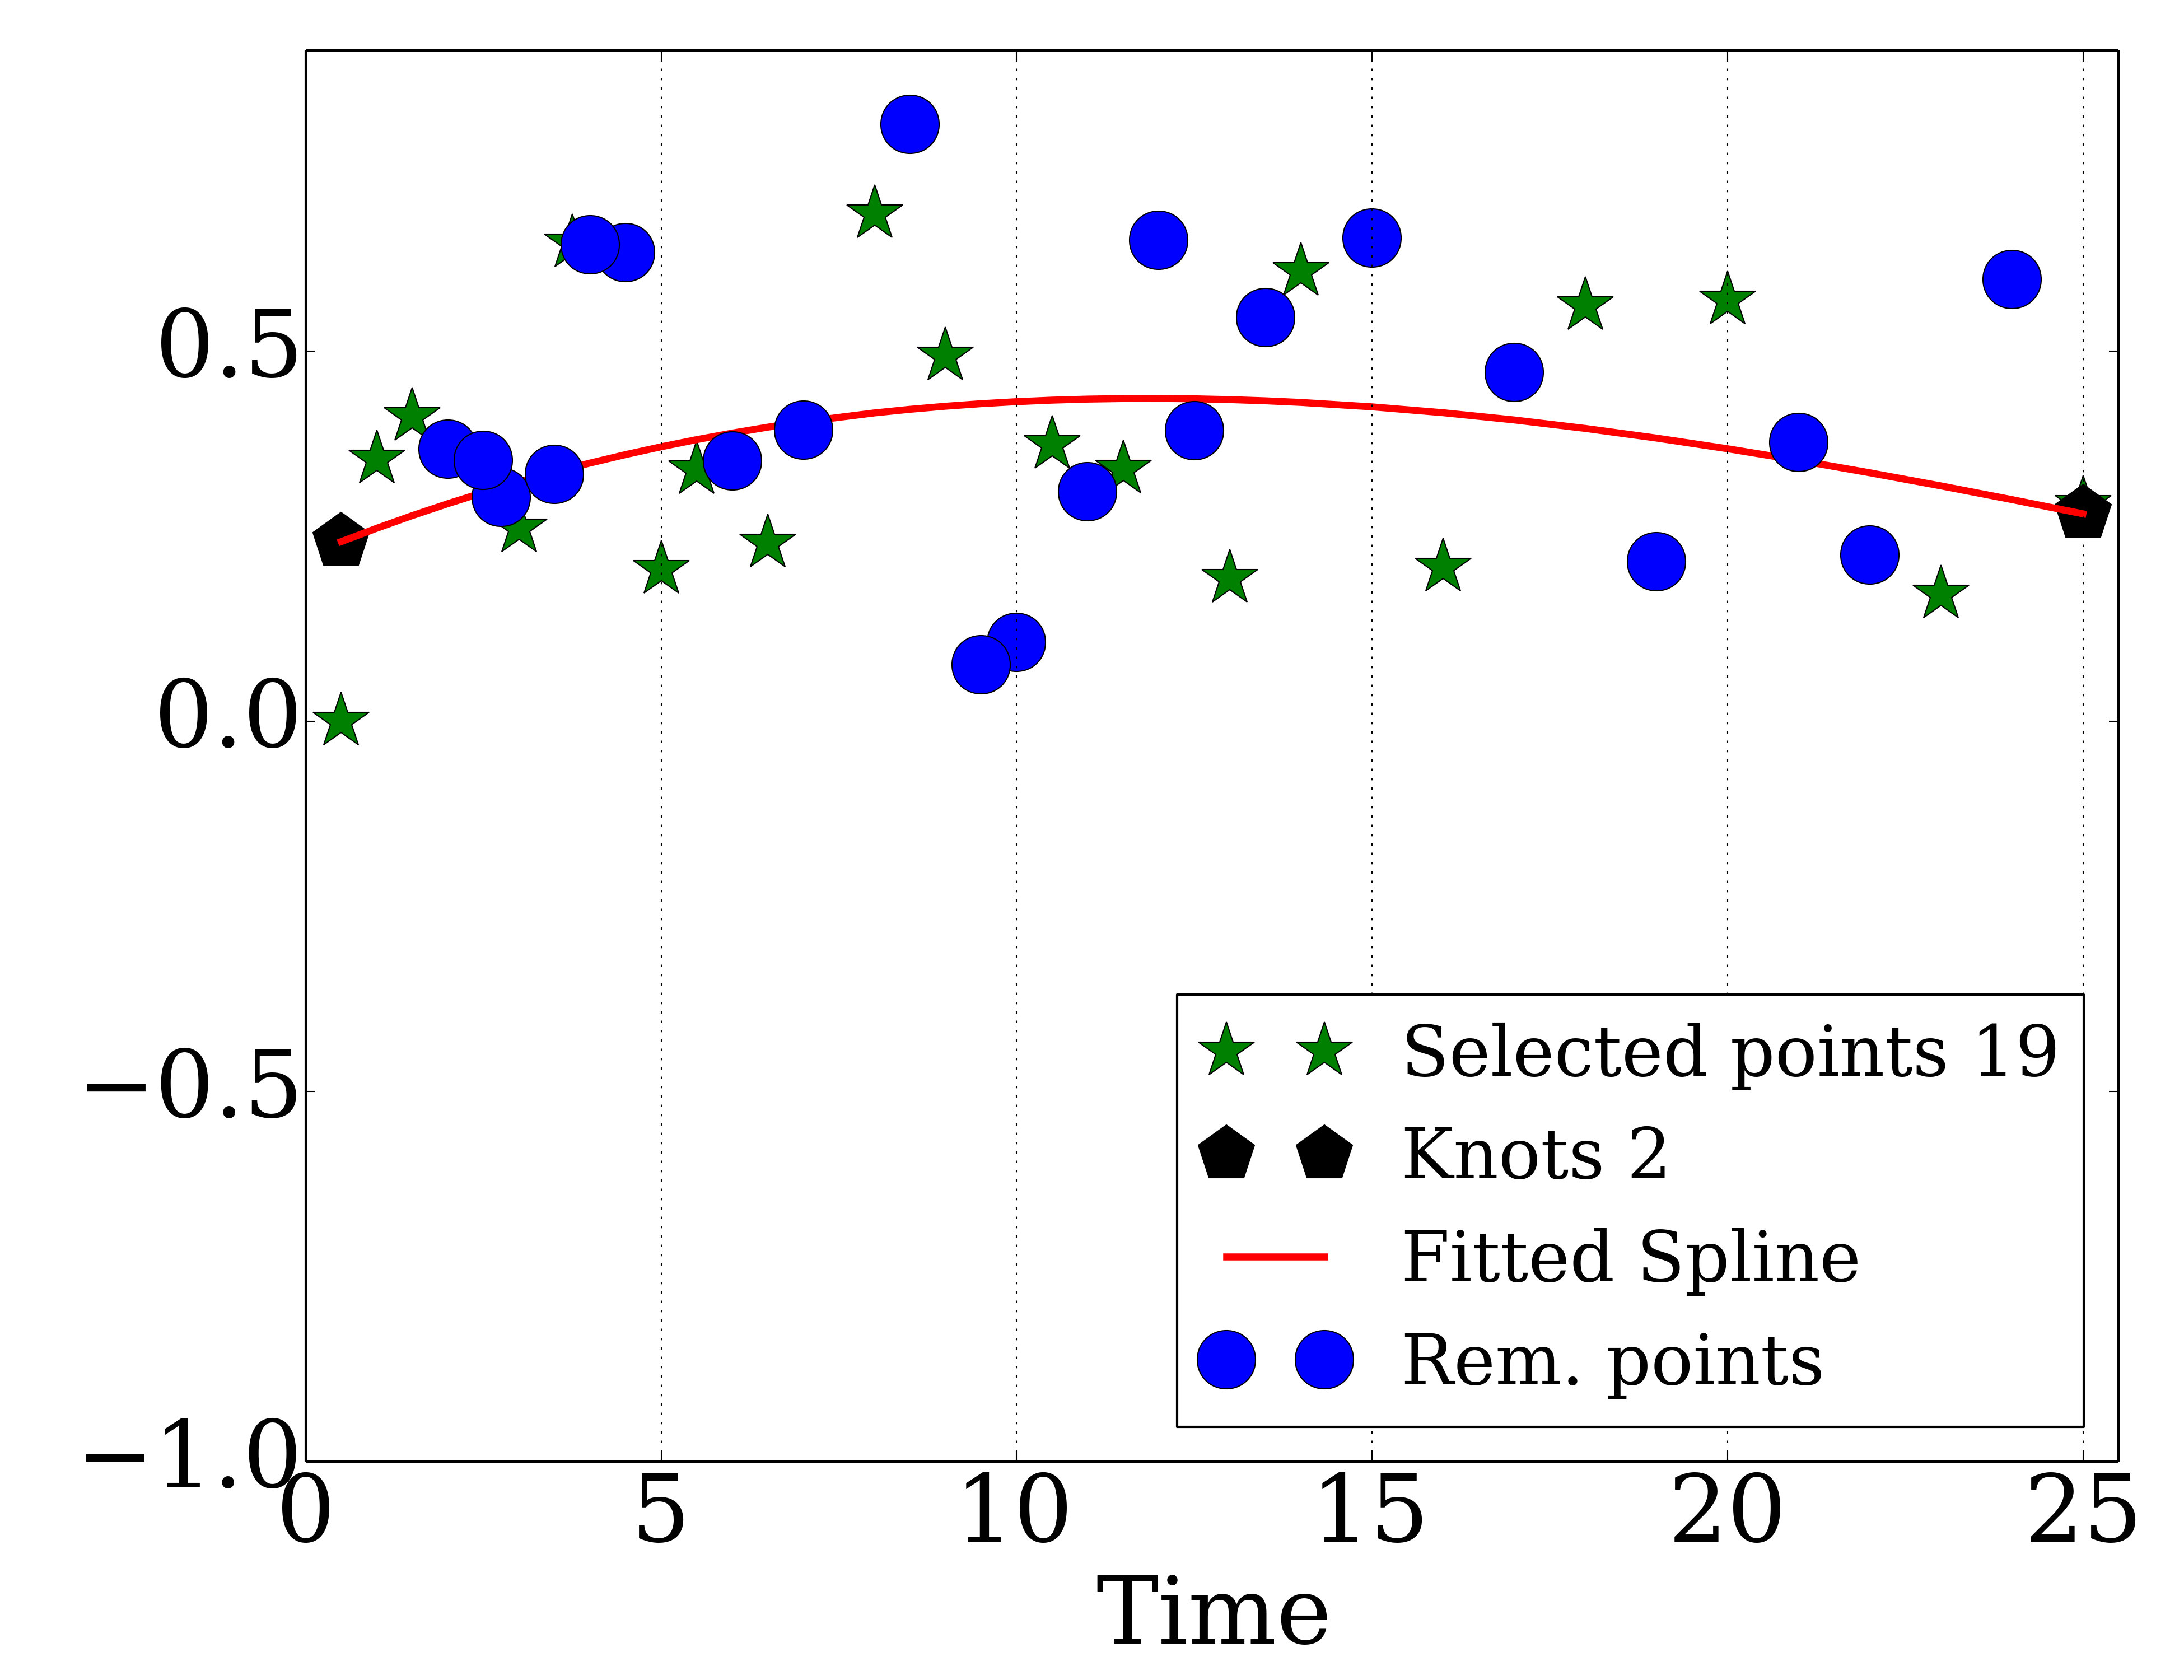 0.5
0.0
−0.5
−1.0
Selected points 19
Knots 2
Fitted Spline
Rem. points
0 5 10 15 20 25
Time